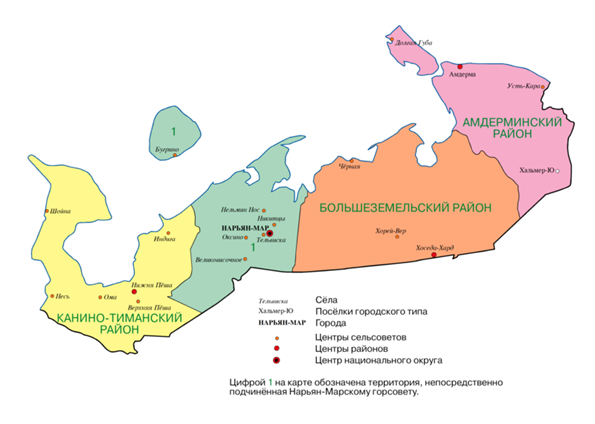 Долгая Губа
Амдерма
Усть-Кара
АМДЕРМИНСКИЙ
РАЙОН
1
Бугрино
Чёрная
Хальмер-Ю
БОЛЬШЕЗЕМЕЛЬСКИЙ РАЙОН
Шойна
Пельмин Нос
Никитцы
НАРЬЯН-МАР
Индига
Оксино
Тельвиска
1
Хорей-Вер
Великовисочное
Хоседа-Хард
Нижняя Пёша
Несь
Ома
Верхняя Пёша
КАНИНО-ТИМАНСКИЙ
РАЙОН
Тельвиска
Сёла
Хальмер-Ю
Посёлки городского типа
НАРЬЯН-МАР
Города
Центры сельсоветов
Центры районов
Центр национального округа
Цифрой 1 на карте обозначена территория, непосредственно
подчинённая Нарьян-Марскому горсовету.